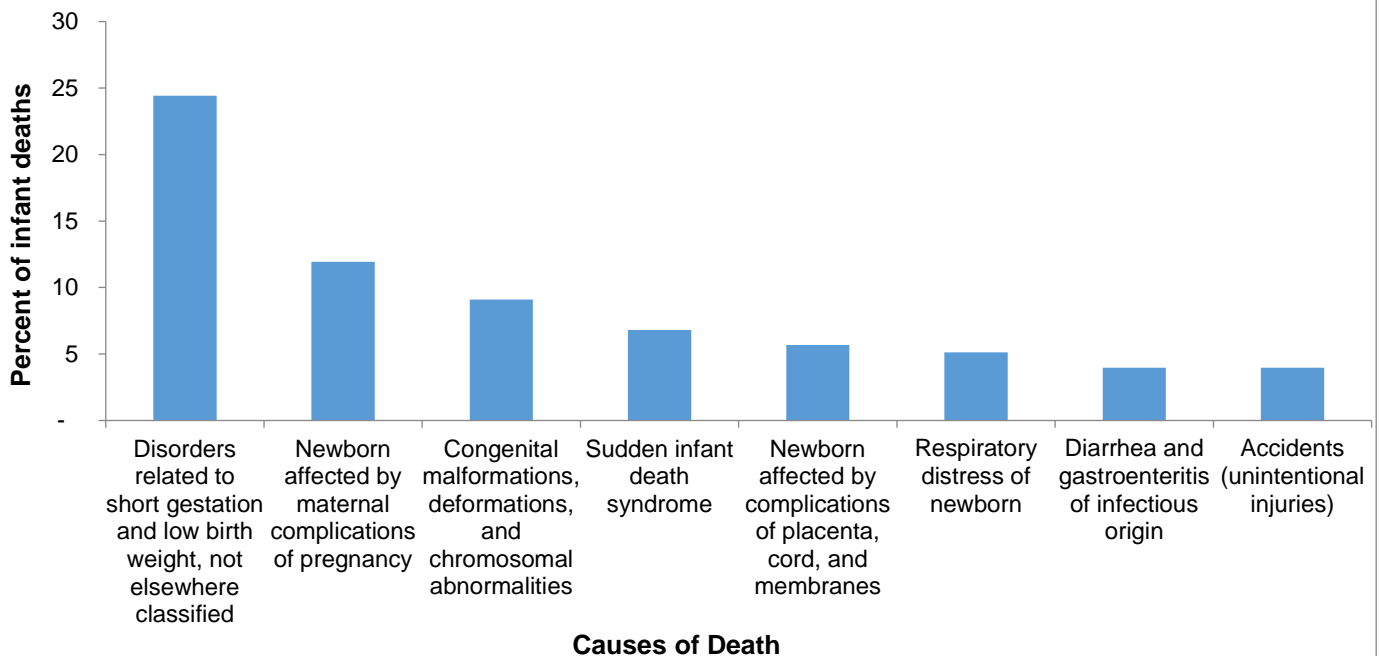 Percent of infant deaths
30
25
20
15
10
5
-
Disorders
related to
short gestation
and low birth
weight, not
elsewhere
classified
Newborn
affected by
maternal
complications
of pregnancy
Congenital
malformations,
deformations,
and
chromosomal
abnormalities
Sudden infant
death
syndrome
Newborn
affected by
complications
of placenta,
cord, and
membranes
Respiratory
distress of
newborn
Diarrhea and
gastroenteritis
of infectious
origin
Accidents
(unintentional
injuries)
Causes of Death